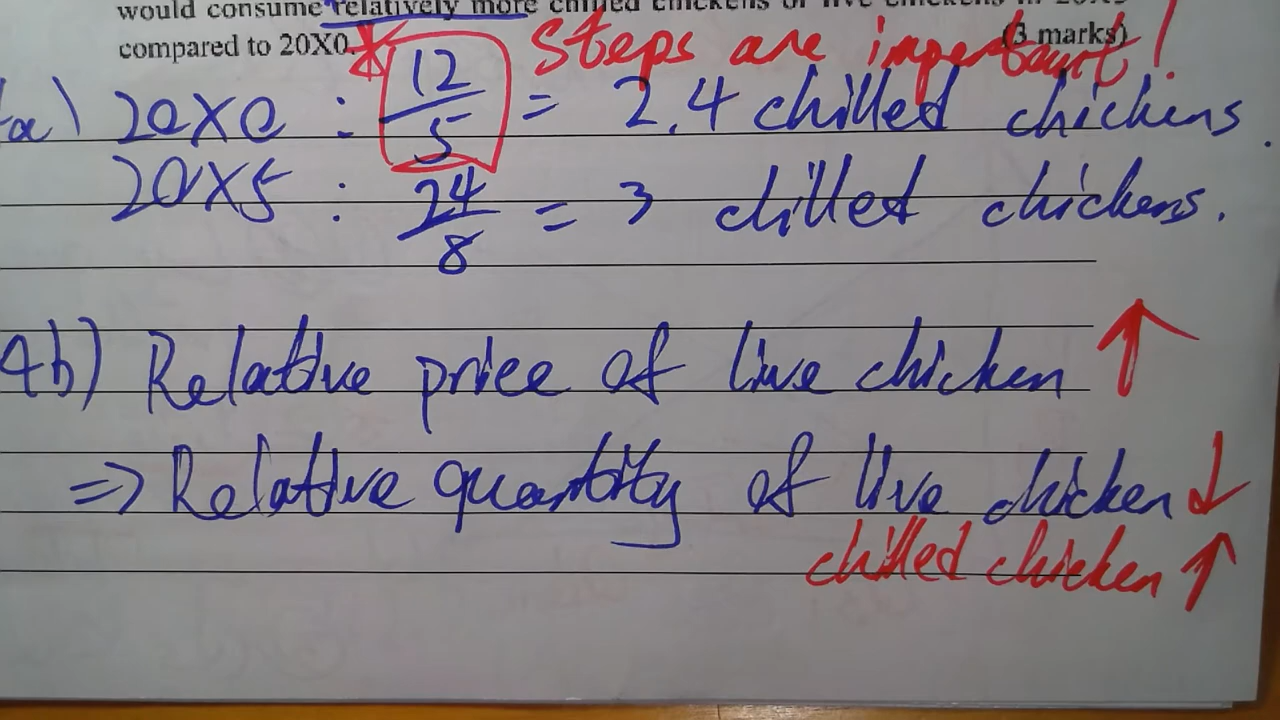 would consume relatively more chilled chickens or live chickens in 20X5
compared to 20X0. (3 marks)
* Steps are important!
4a) 20X0 : 12/5 = 2.4 chilled chickens.
20X5 : 24/8 = 3 chilled chickens.
4b) Relative price of live chicken ↑
=> Relative quantity of live chicken ↓
chilled chicken ↑